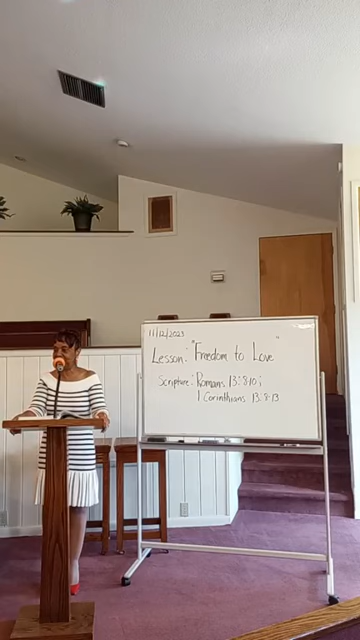 11/12/2023
Lesson: "Freedom to Love"
Scripture: Romans 13:8-10;
1 Corinthians 13:8-13